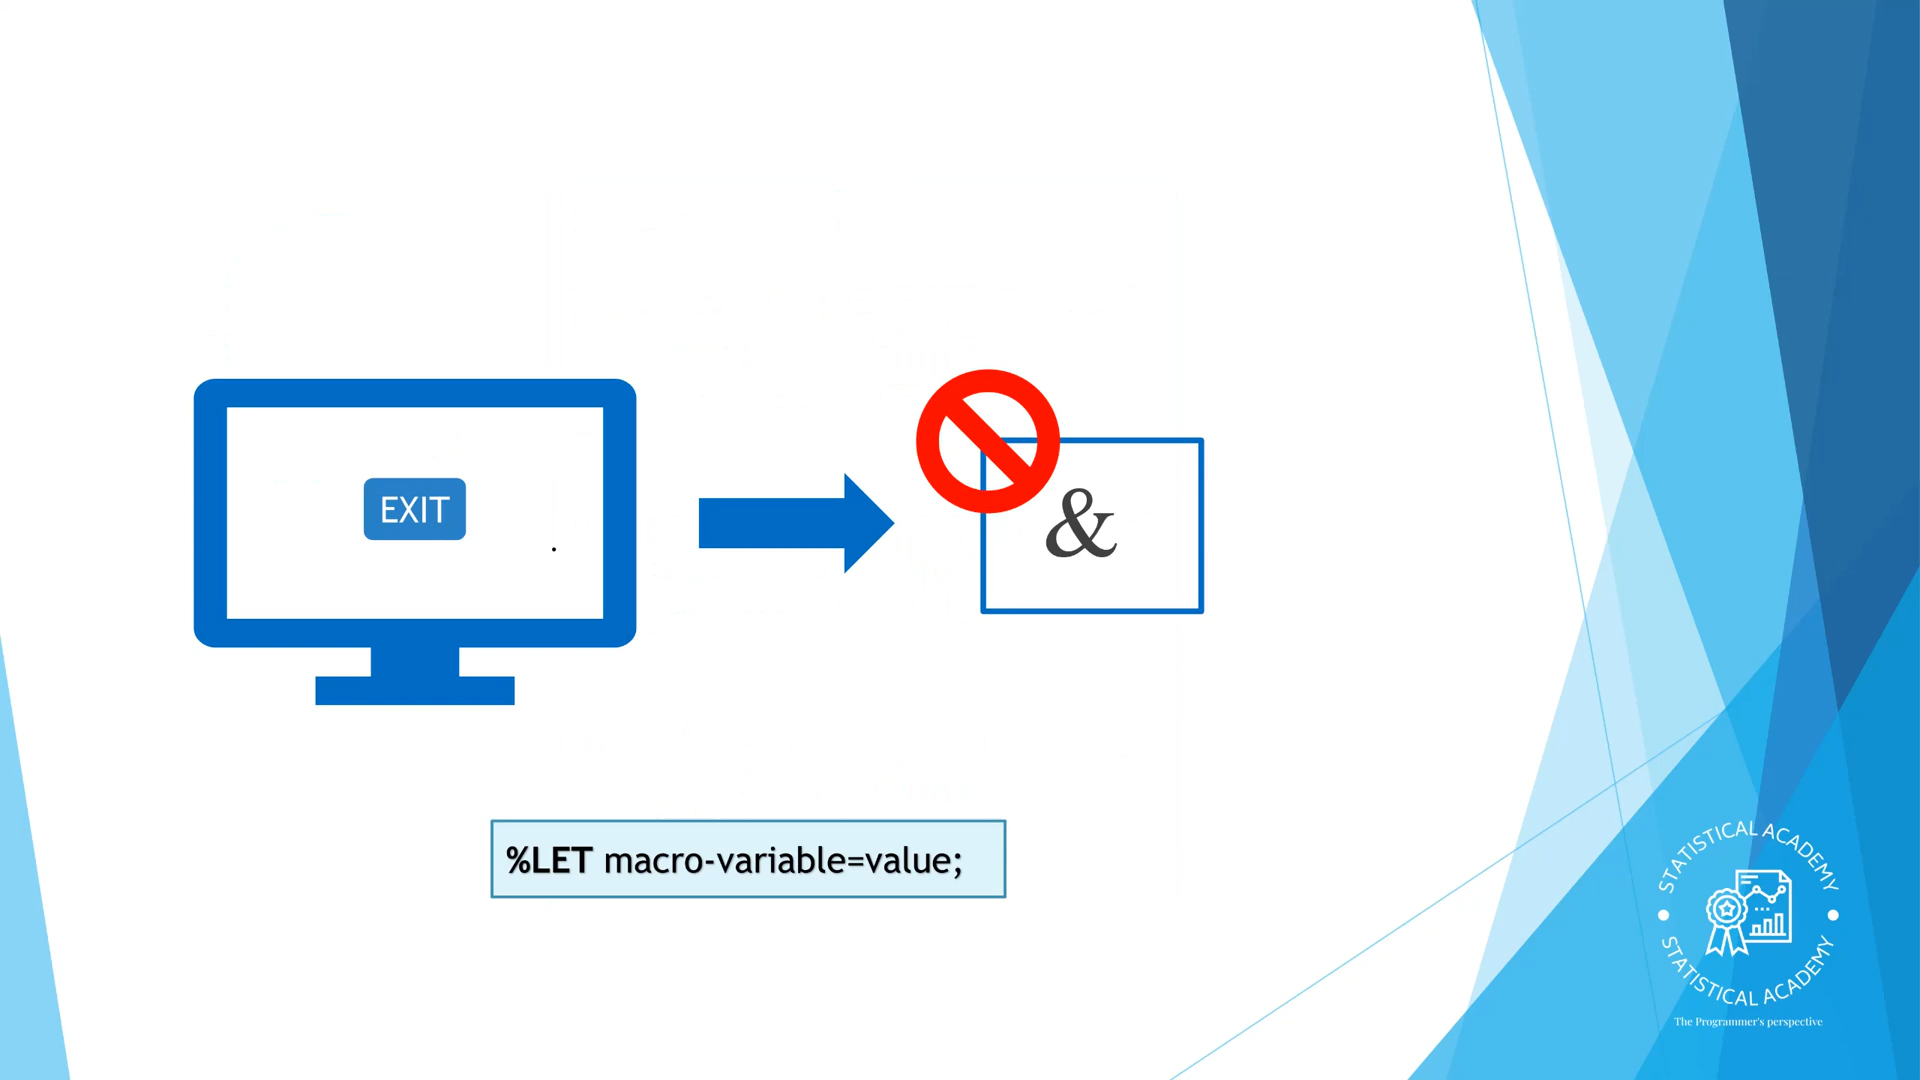 EXIT
&
%LET macro-variable=value;
STATISTICAL ACADEMY
STATISTICAL ACADEMY
The Programmer's perspective